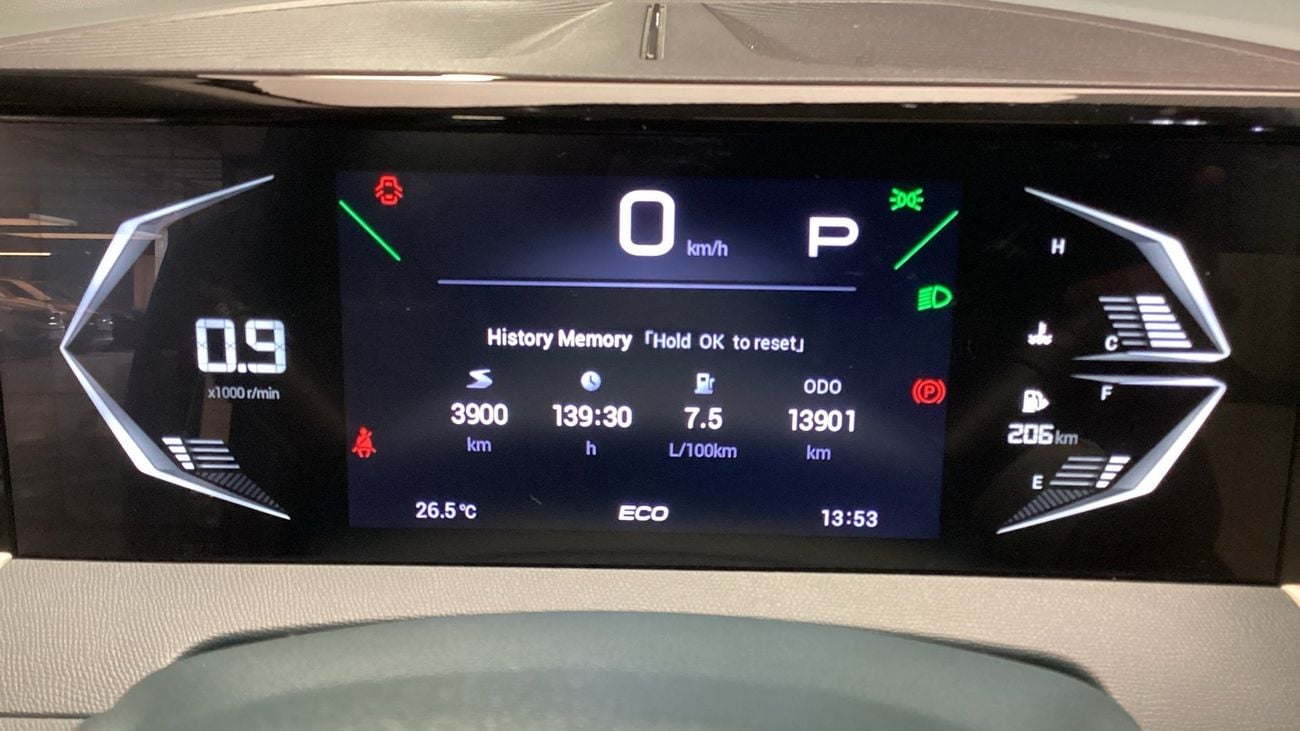 0 km/h P
H
0.9
x1000 r/min
History Memory 「Hold OK to reset」
ODO
3900 139:30 7.5 13901
km h L/100km km
C
F
206km
E
26.5℃ ECO 13:53